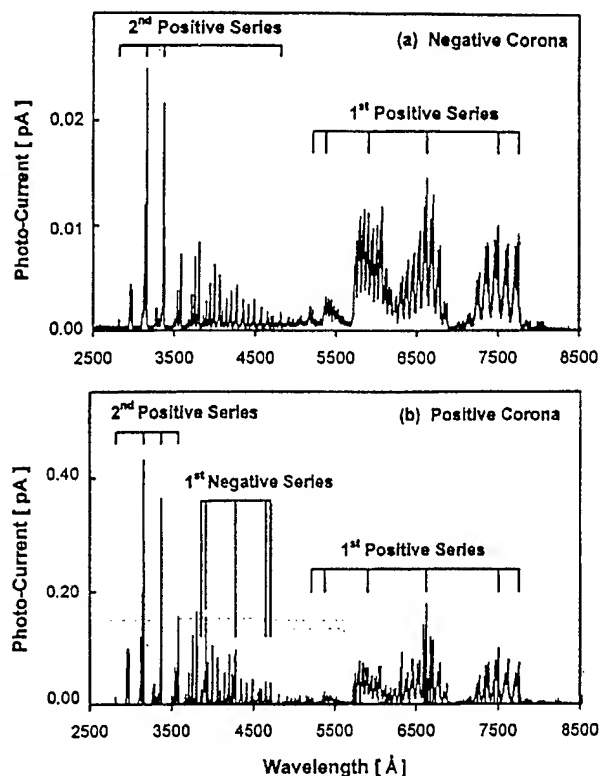 2nd Positive Series
(a) Negative Corona
1st Positive Series
Photo-Current [ pA ]
0.02
0.01
0.00
2500 3500 4500 5500 6500 7500 8500
2nd Positive Series
(b) Positive Corona
1st Negative Series
1st Positive Series
Photo-Current [ pA ]
0.40
0.20
0.00
2500 3500 4500 5500 6500 7500 8500
Wavelength [ Å ]